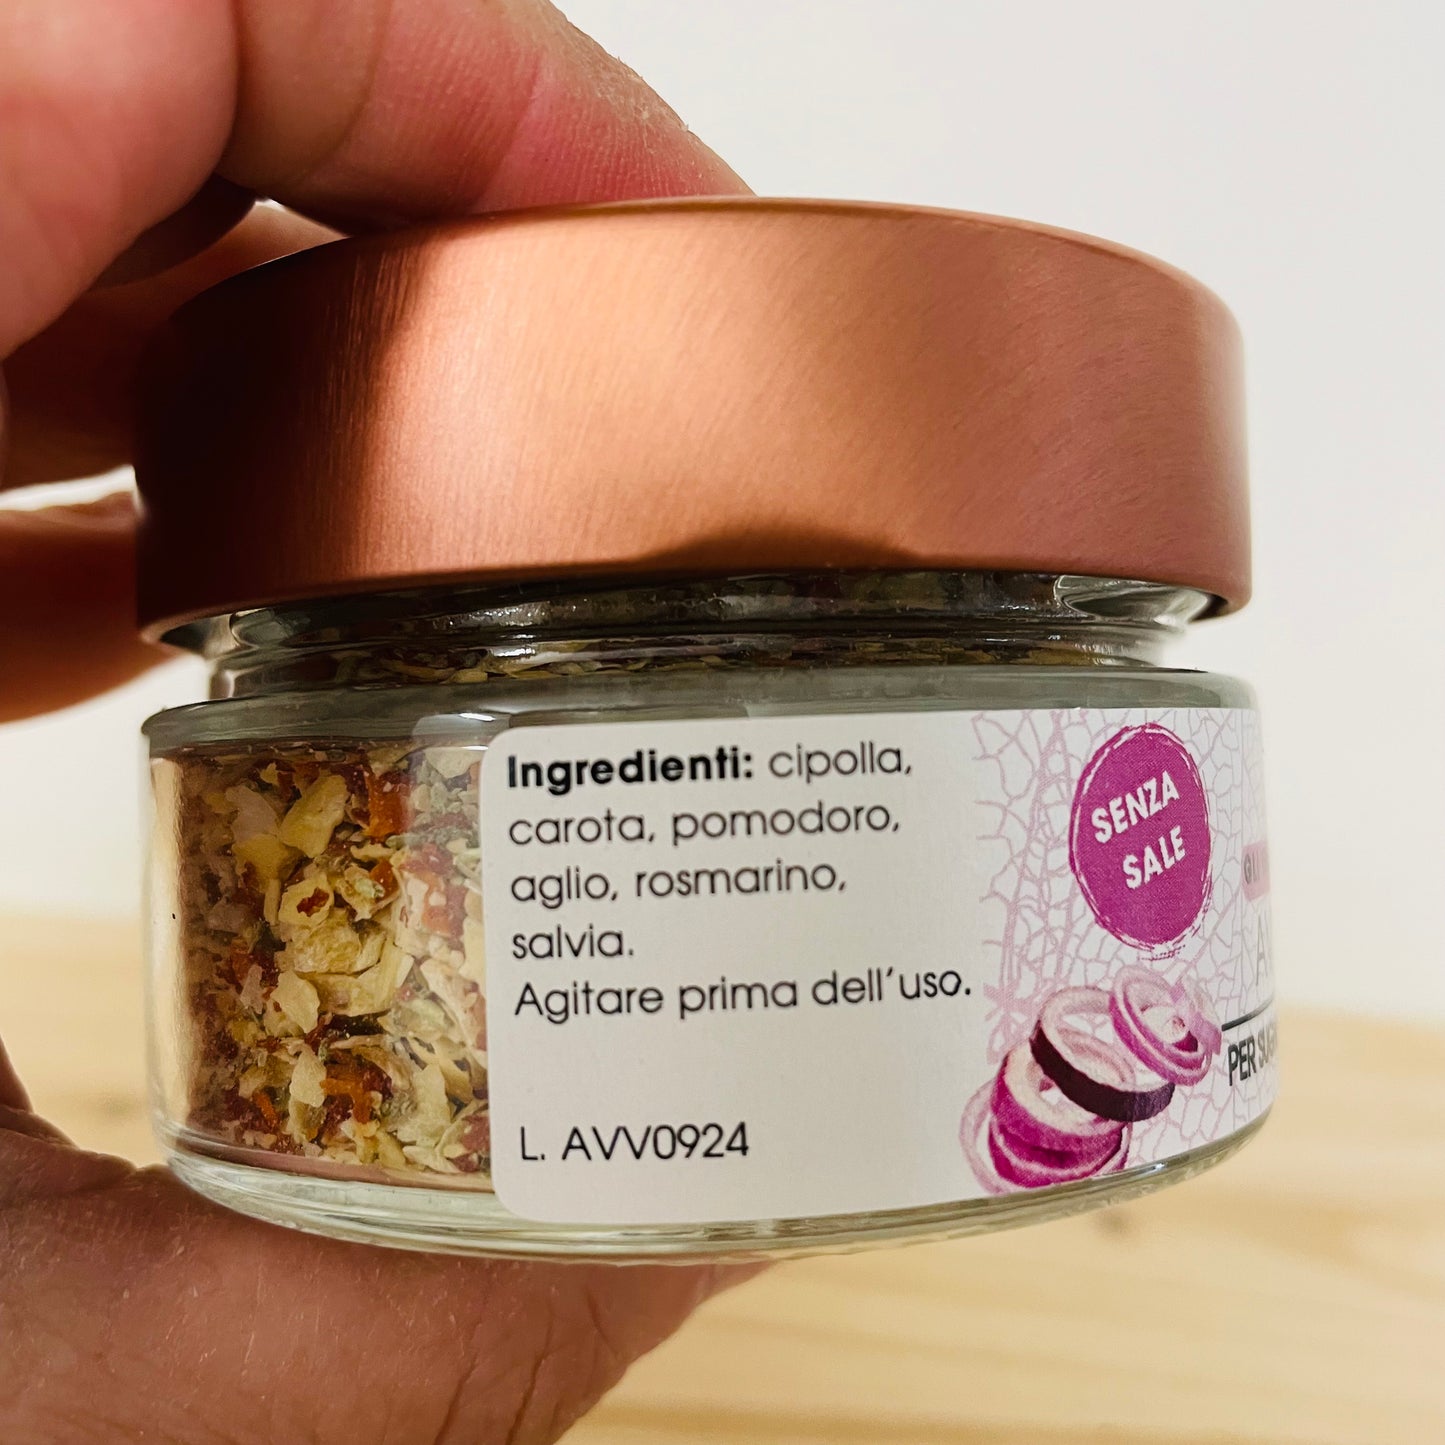 Ingredienti: cipolla,
carota, pomodoro,
aglio, rosmarino,
salvia.
Agitare prima dell'uso.
L. AVV0924
SENZA
SALE
PER